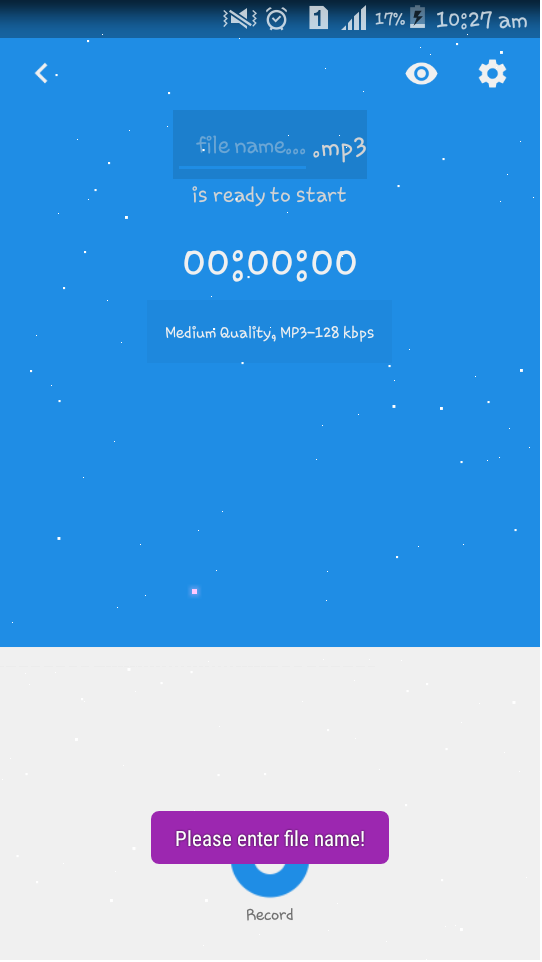 1 17% 10:27 am
file name... .mp3
is ready to start
00:00:00
Medium Quality, MP3-128 kbps
Please enter file name!
Record